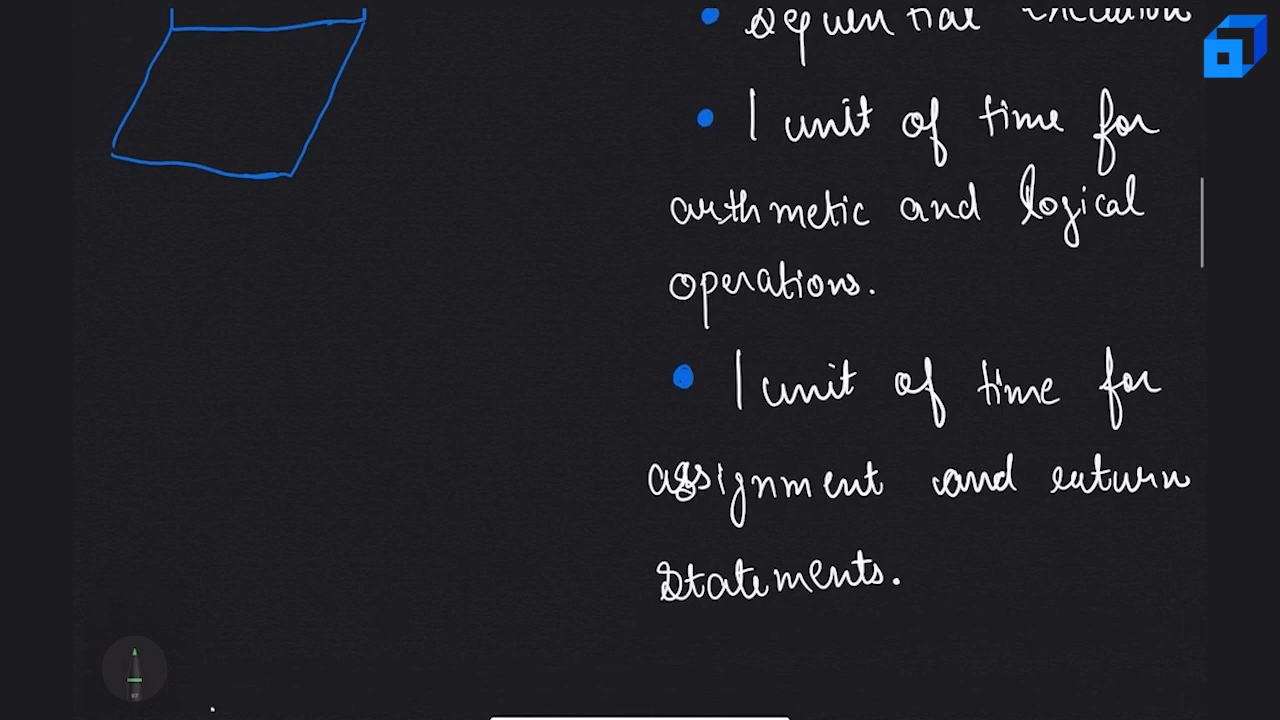 • Sequential execution
• 1 unit of time for
arithmetic and logical
operations.
• 1 unit of time for
assignment and return
statements.